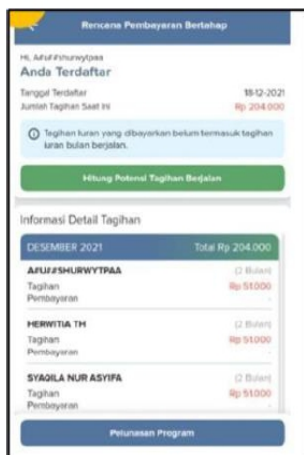 Rencana Pembayaran Bertahap
Hi, A#U##shurwytpaa
Anda Terdaftar
Tanggal Terdaftar 18-12-2021
Jumlah Tagihan Saat Ini Rp 204.000
Tagihan Iuran yang dibayarkan belum termasuk tagihan
iuran bulan berjalan.
Hitung Potensi Tagihan Berjalan
Informasi Detail Tagihan
DESEMBER 2021 Total Rp 204.000
A#U##SHURWYTPAA (2 Bulan)
Tagihan Rp 51.000
Pembayaran -
HERWITIA TH (2 Bulan)
Tagihan Rp 51.000
Pembayaran -
SYAQILA NUR ASYIFA (2 Bulan)
Tagihan Rp 51.000
Pembayaran -
Pelunasan Program